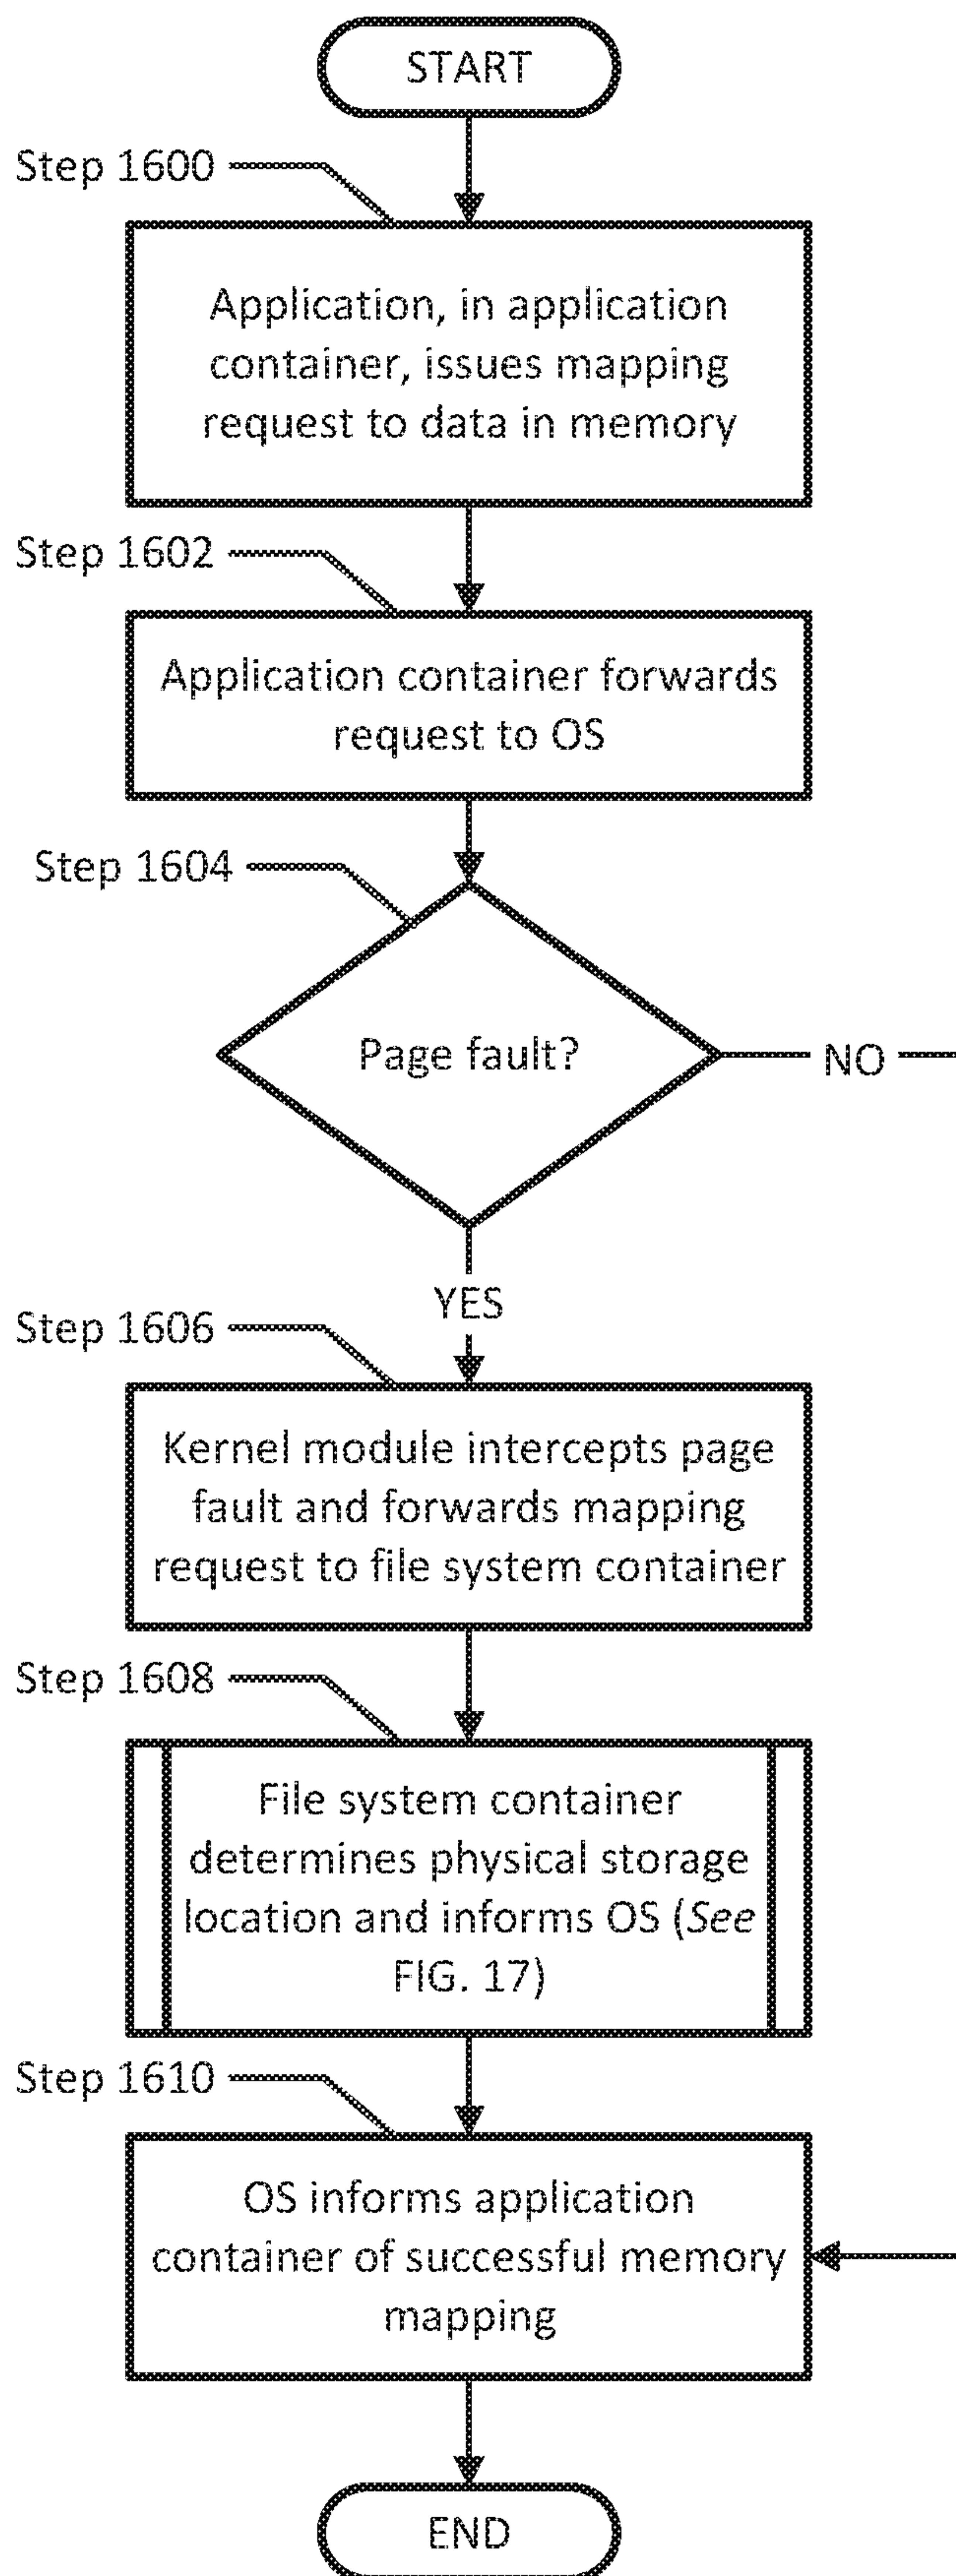 START
Step 1600
Application, in application
container, issues mapping
request to data in memory
Step 1602
Application container forwards
request to OS
Step 1604
Page fault?
NO
YES
Step 1606
Kernel module intercepts page
fault and forwards mapping
request to file system container
Step 1608
File system container
determines physical storage
location and informs OS (See
FIG. 17)
Step 1610
OS informs application
container of successful memory
mapping
END